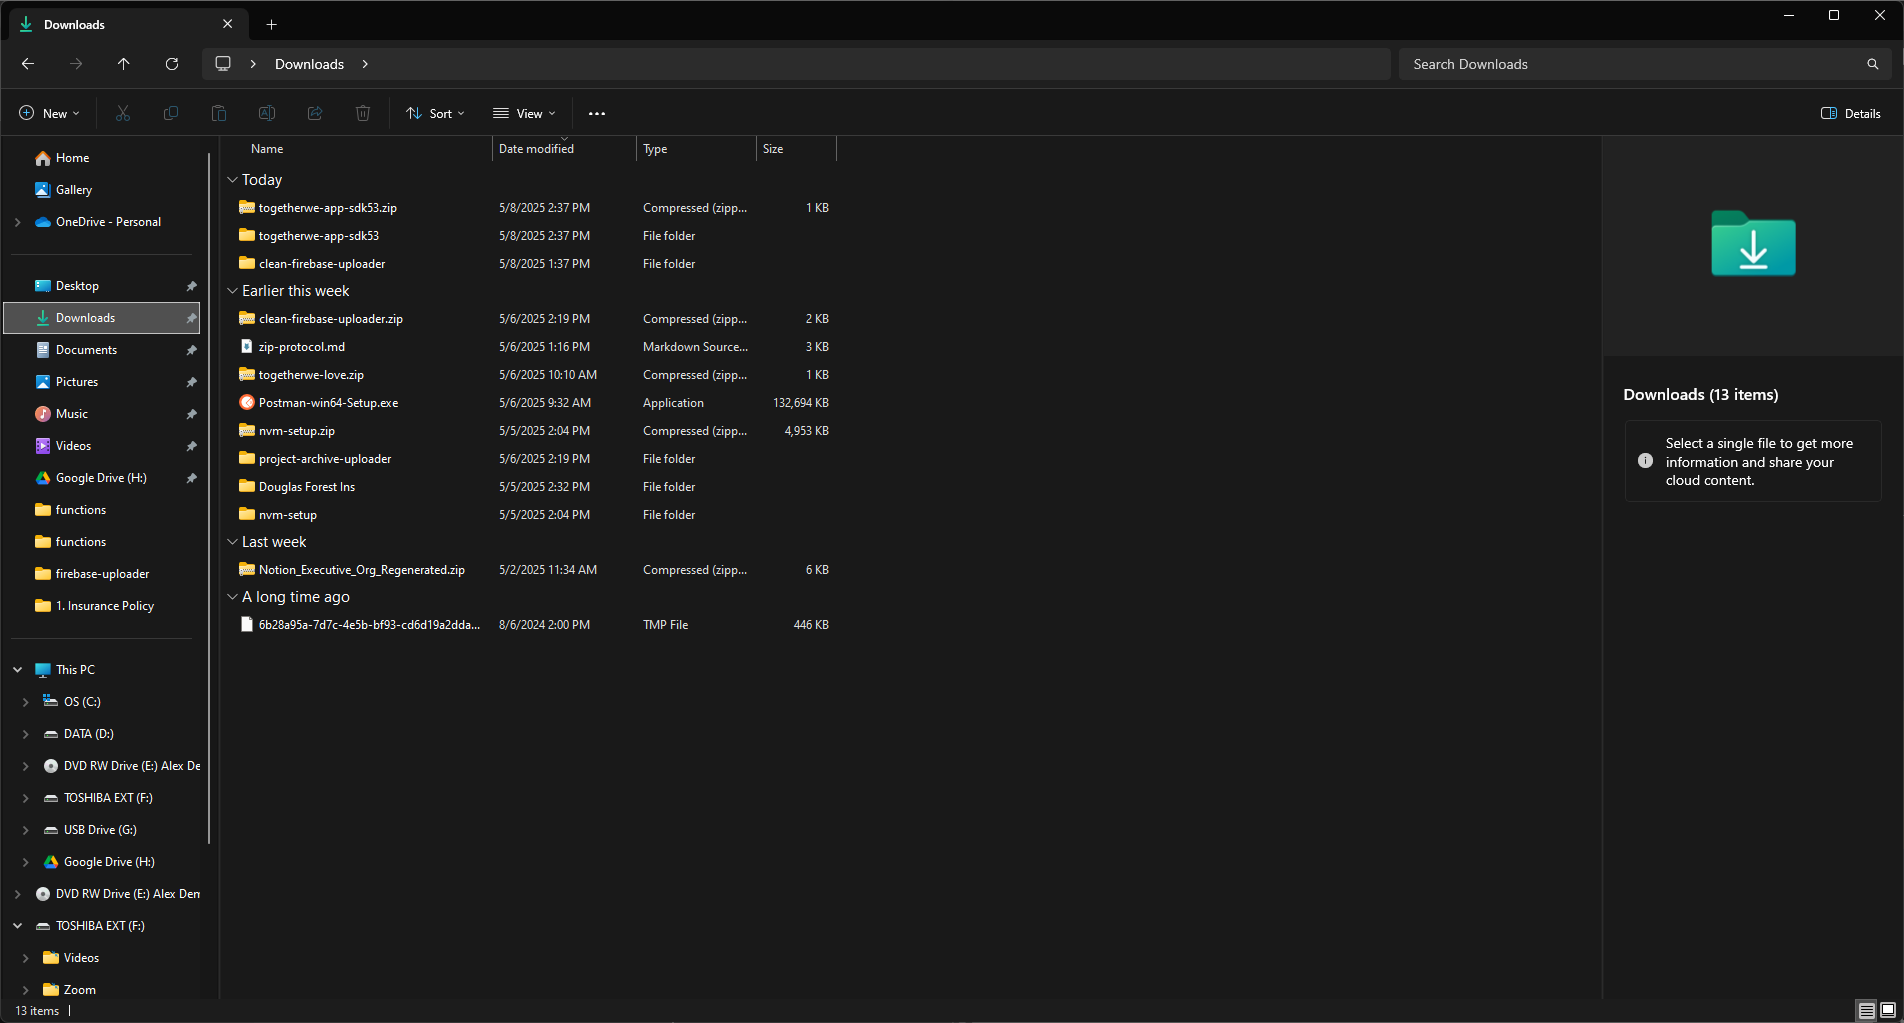 Downloads
Downloads
Search Downloads
New
Sort
View
Details
Home
Gallery
OneDrive - Personal
Desktop
Downloads
Documents
Pictures
Music
Videos
Google Drive (H:)
functions
functions
firebase-uploader
1. Insurance Policy
This PC
OS (C:)
DATA (D:)
DVD RW Drive (E:) Alex De
TOSHIBA EXT (F:)
USB Drive (G:)
Google Drive (H:)
DVD RW Drive (E:) Alex Den
TOSHIBA EXT (F:)
Videos
Zoom
Name Date modified Type Size
Today
togetherwe-app-sdk53.zip 5/8/2025 2:37 PM Compressed (zipp... 1 KB
togetherwe-app-sdk53 5/8/2025 2:37 PM File folder
clean-firebase-uploader 5/8/2025 1:37 PM File folder
Earlier this week
clean-firebase-uploader.zip 5/6/2025 2:19 PM Compressed (zipp... 2 KB
zip-protocol.md 5/6/2025 1:16 PM Markdown Source... 3 KB
togetherwe-love.zip 5/6/2025 10:10 AM Compressed (zipp... 1 KB
Postman-win64-Setup.exe 5/6/2025 9:32 AM Application 132,694 KB
nvm-setup.zip 5/5/2025 2:04 PM Compressed (zipp... 4,953 KB
project-archive-uploader 5/6/2025 2:19 PM File folder
Douglas Forest Ins 5/5/2025 2:32 PM File folder
nvm-setup 5/5/2025 2:04 PM File folder
Last week
Notion_Executive_Org_Regenerated.zip 5/2/2025 11:34 AM Compressed (zipp... 6 KB
A long time ago
6b28a95a-7d7c-4e5b-bf93-cd6d19a2dda... 8/6/2024 2:00 PM TMP File 446 KB
Downloads (13 items)
Select a single file to get more
information and share your
cloud content.
13 items